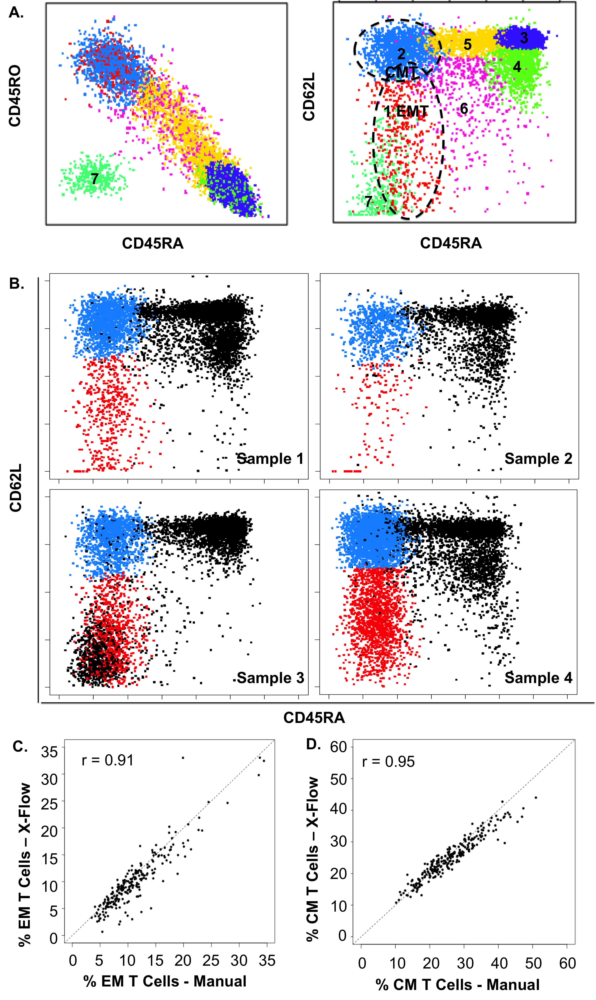 A.
CD45RO
7
CD45RA
CD62L
2
CMT
5
3
4
1 EMT
6
7
CD45RA
B.
CD62L
Sample 1
Sample 2
Sample 3
Sample 4
CD45RA
C.
r = 0.91
% EM T Cells – X-Flow
35
30
25
20
15
10
5
0
0 5 10 15 20 25 30 35
% EM T Cells - Manual
D.
r = 0.95
% CM T Cells – X-Flow
60
50
40
30
20
10
0
0 10 20 30 40 50 60
% CM T Cells - Manual